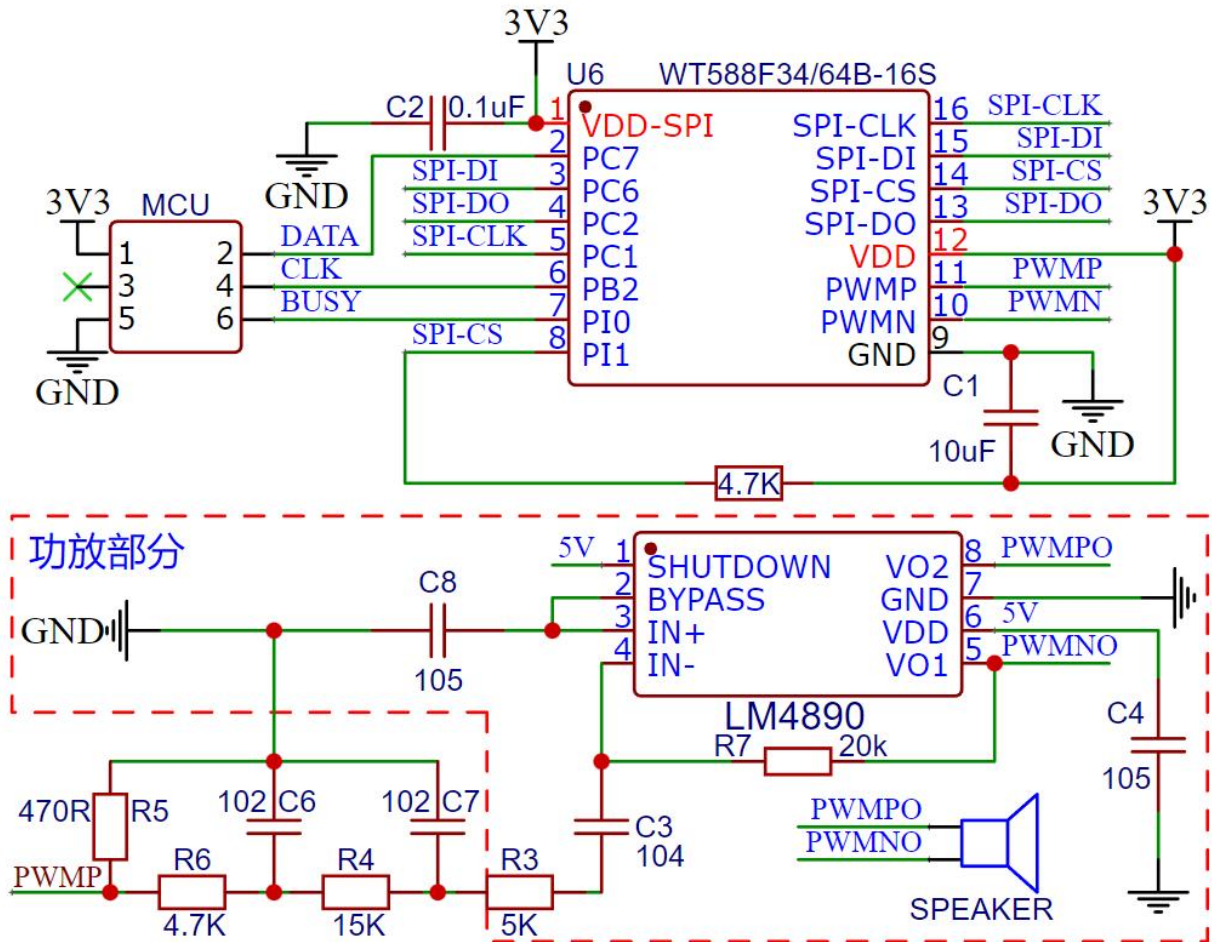 3V3
U6 WT588F34/64B-16S
C2 0.1uF
1 VDD-SPI SPI-CLK 16 SPI-CLK
2 PC7 SPI-DI 15 SPI-DI
SPI-DI 3 PC6 SPI-CS 14 SPI-CS
SPI-DO 4 PC2 SPI-DO 13 SPI-DO
SPI-CLK 5 PC1 VDD 12
6 PB2 PWMP 11 PWMP
7 PI0 PWMN 10 PWMN
SPI-CS 8 PI1 GND 9
GND
3V3
MCU
1 2 DATA
3 4 CLK
5 6 BUSY
GND
3V3
C1
10uF
GND
4.7K
功放部分
5V 1 SHUTDOWN VO2 8 PWMPO
2 BYPASS GND 7
3 IN+ VDD 6 5V
4 IN- VO1 5 PWMNO
LM4890
C8
GND
105
R7 20k
C4
105
470R R5
102 C6
102 C7
C3
104
PWMP
R6
4.7K
R4
15K
R3
5K
PWMPO
PWMNO
SPEAKER